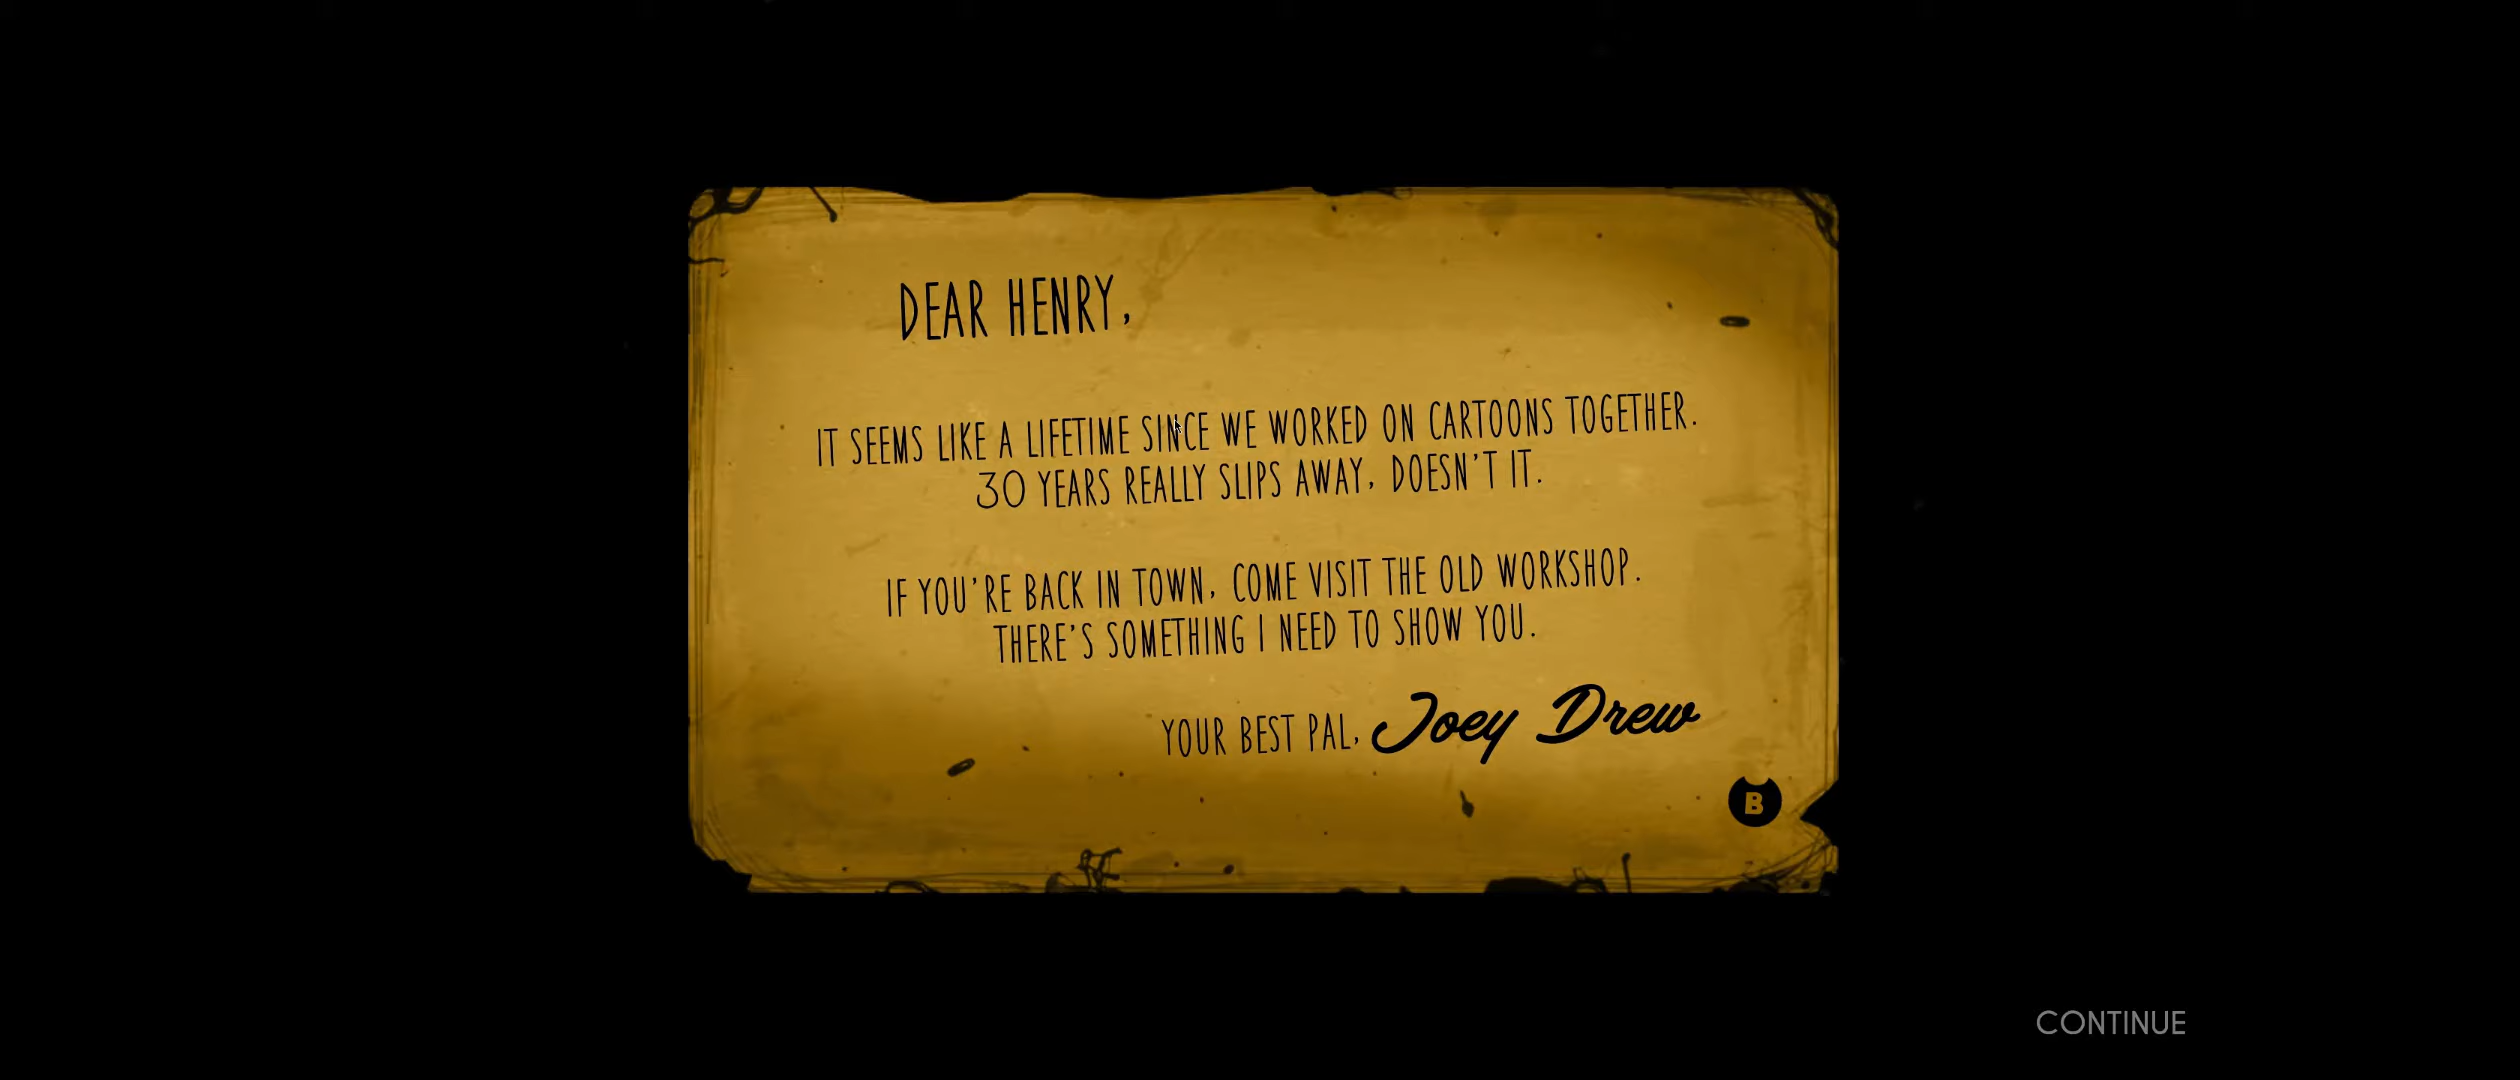 DEAR HENRY,
IT SEEMS LIKE A LIFETIME SINCE WE WORKED ON CARTOONS TOGETHER.
30 YEARS REALLY SLIPS AWAY, DOESN'T IT.
IF YOU'RE BACK IN TOWN, COME VISIT THE OLD WORKSHOP.
THERE'S SOMETHING I NEED TO SHOW YOU.
YOUR BEST PAL, Joey Drew
B
CONTINUE